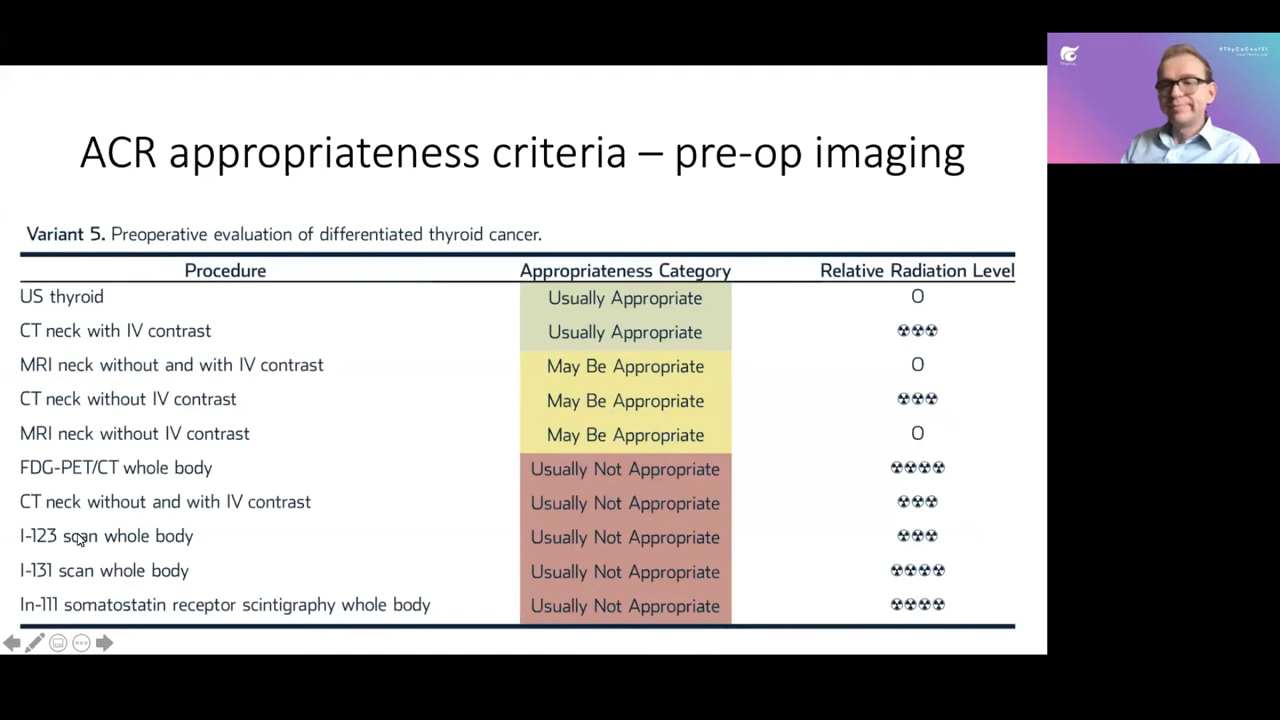 ACR appropriateness criteria – pre-op imaging
Variant 5. Preoperative evaluation of differentiated thyroid cancer.
Procedure Appropriateness Category Relative Radiation Level
US thyroid Usually Appropriate O
CT neck with IV contrast Usually Appropriate ☢☢☢
MRI neck without and with IV contrast May Be Appropriate O
CT neck without IV contrast May Be Appropriate ☢☢☢
MRI neck without IV contrast May Be Appropriate O
FDG-PET/CT whole body Usually Not Appropriate ☢☢☢☢
CT neck without and with IV contrast Usually Not Appropriate ☢☢☢
I-123 scan whole body Usually Not Appropriate ☢☢☢
I-131 scan whole body Usually Not Appropriate ☢☢☢☢
In-111 somatostatin receptor scintigraphy whole body Usually Not Appropriate ☢☢☢☢